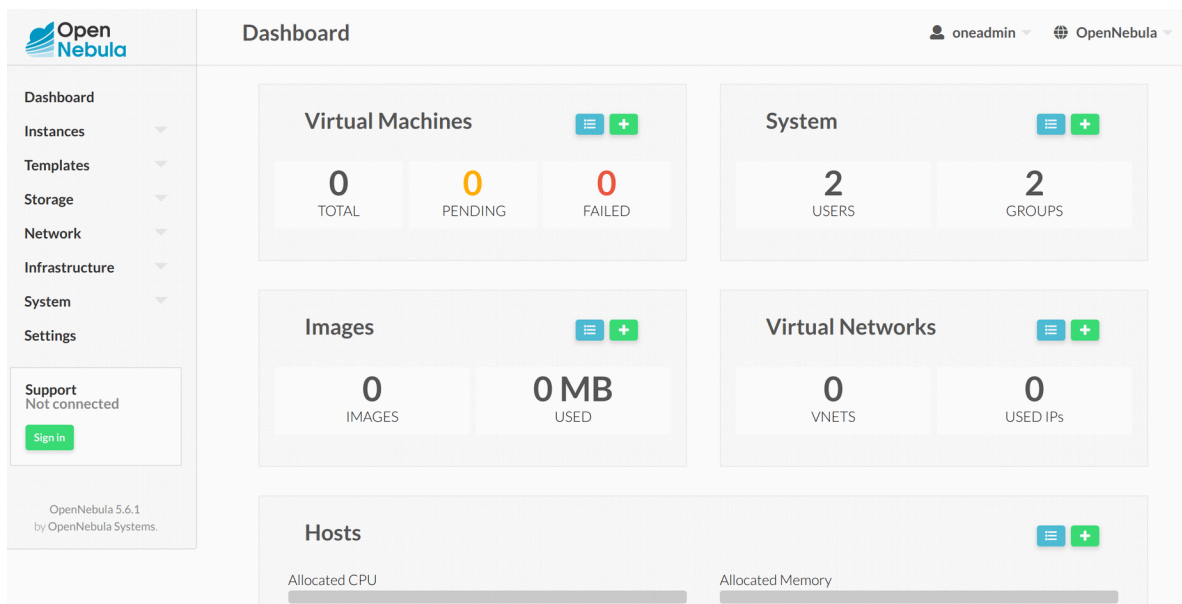 Open
Nebula
Dashboard
oneadmin
OpenNebula
Dashboard
Instances
Templates
Storage
Network
Infrastructure
System
Settings
Support
Not connected
Sign in
OpenNebula 5.6.1
by OpenNebula Systems.
Virtual Machines
0
TOTAL
0
PENDING
0
FAILED
System
2
USERS
2
GROUPS
Images
0
IMAGES
0 MB
USED
Virtual Networks
0
VNETS
0
USED IPs
Hosts
Allocated CPU
Allocated Memory